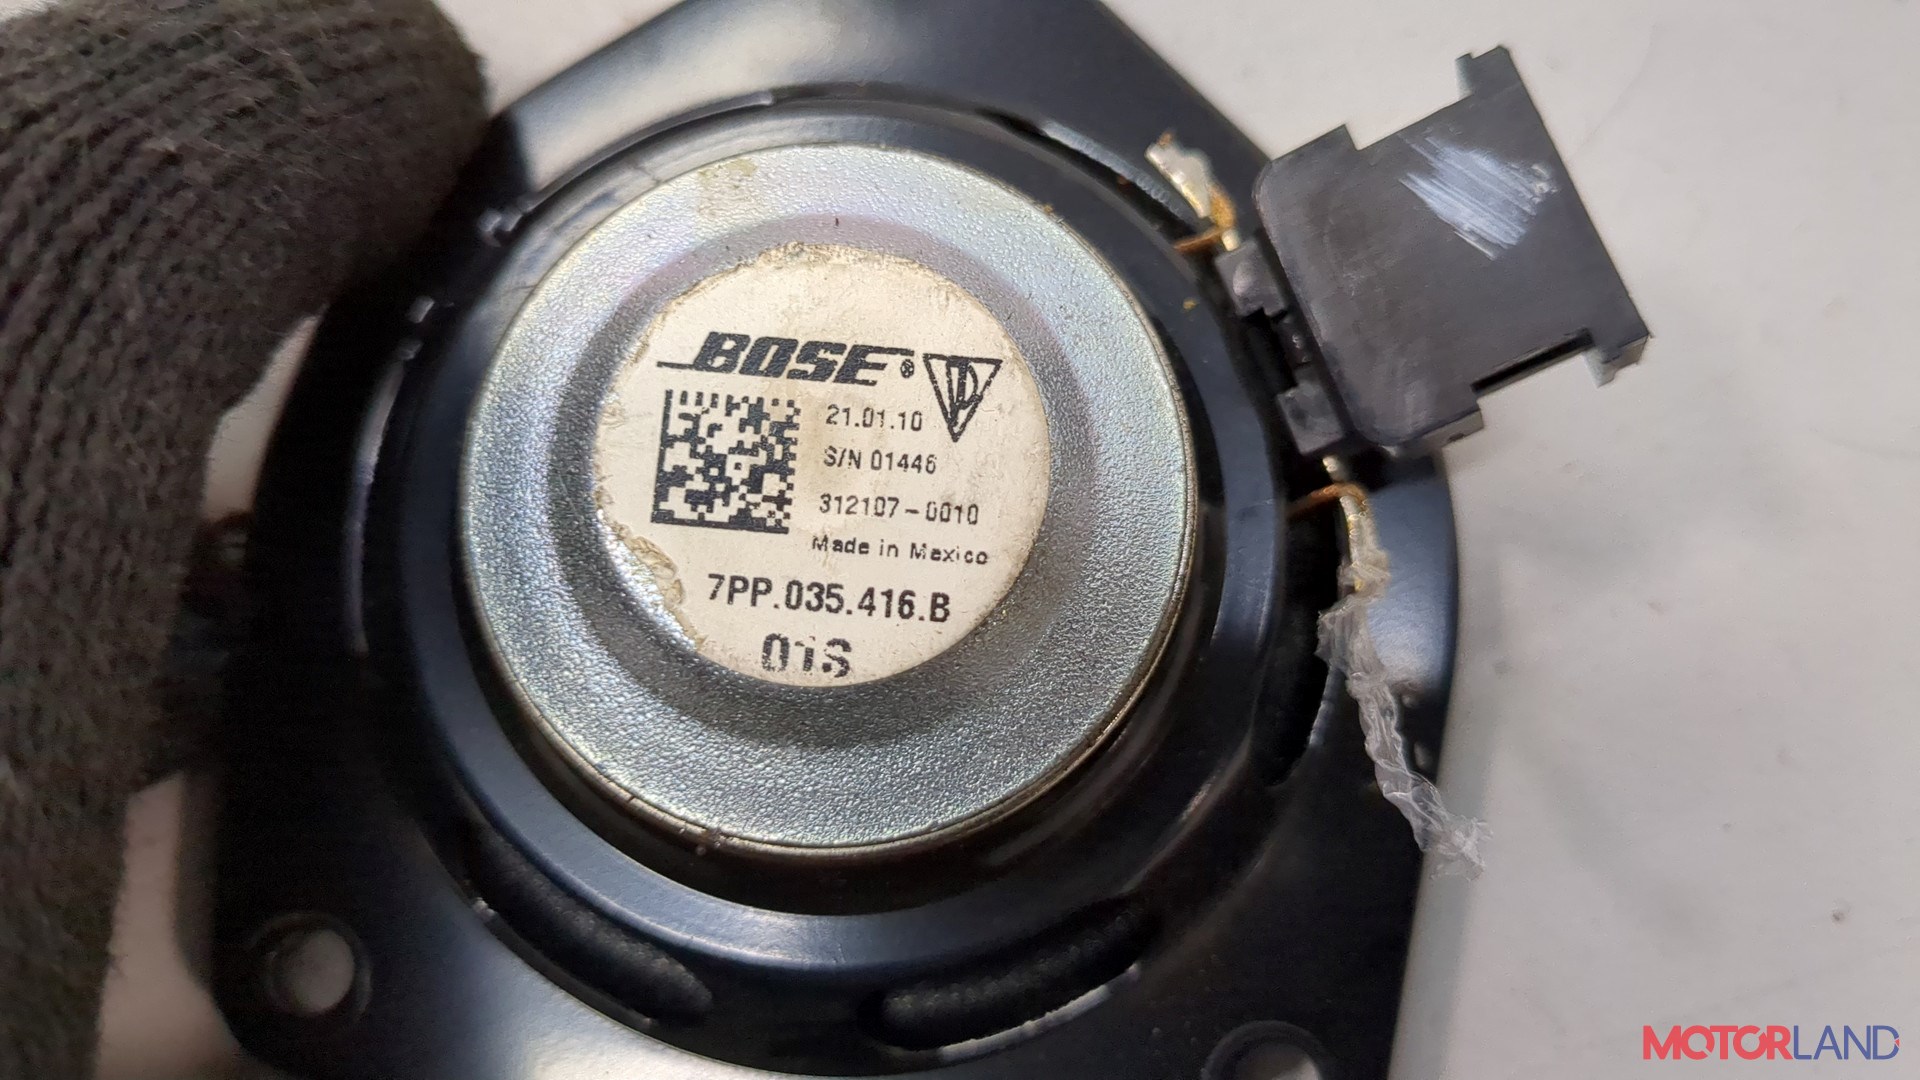 BOSE®
21.01.10
S/N 01446
312107-0010
Made in Mexico
7PP.035.416.B
01S
MOTORLAND